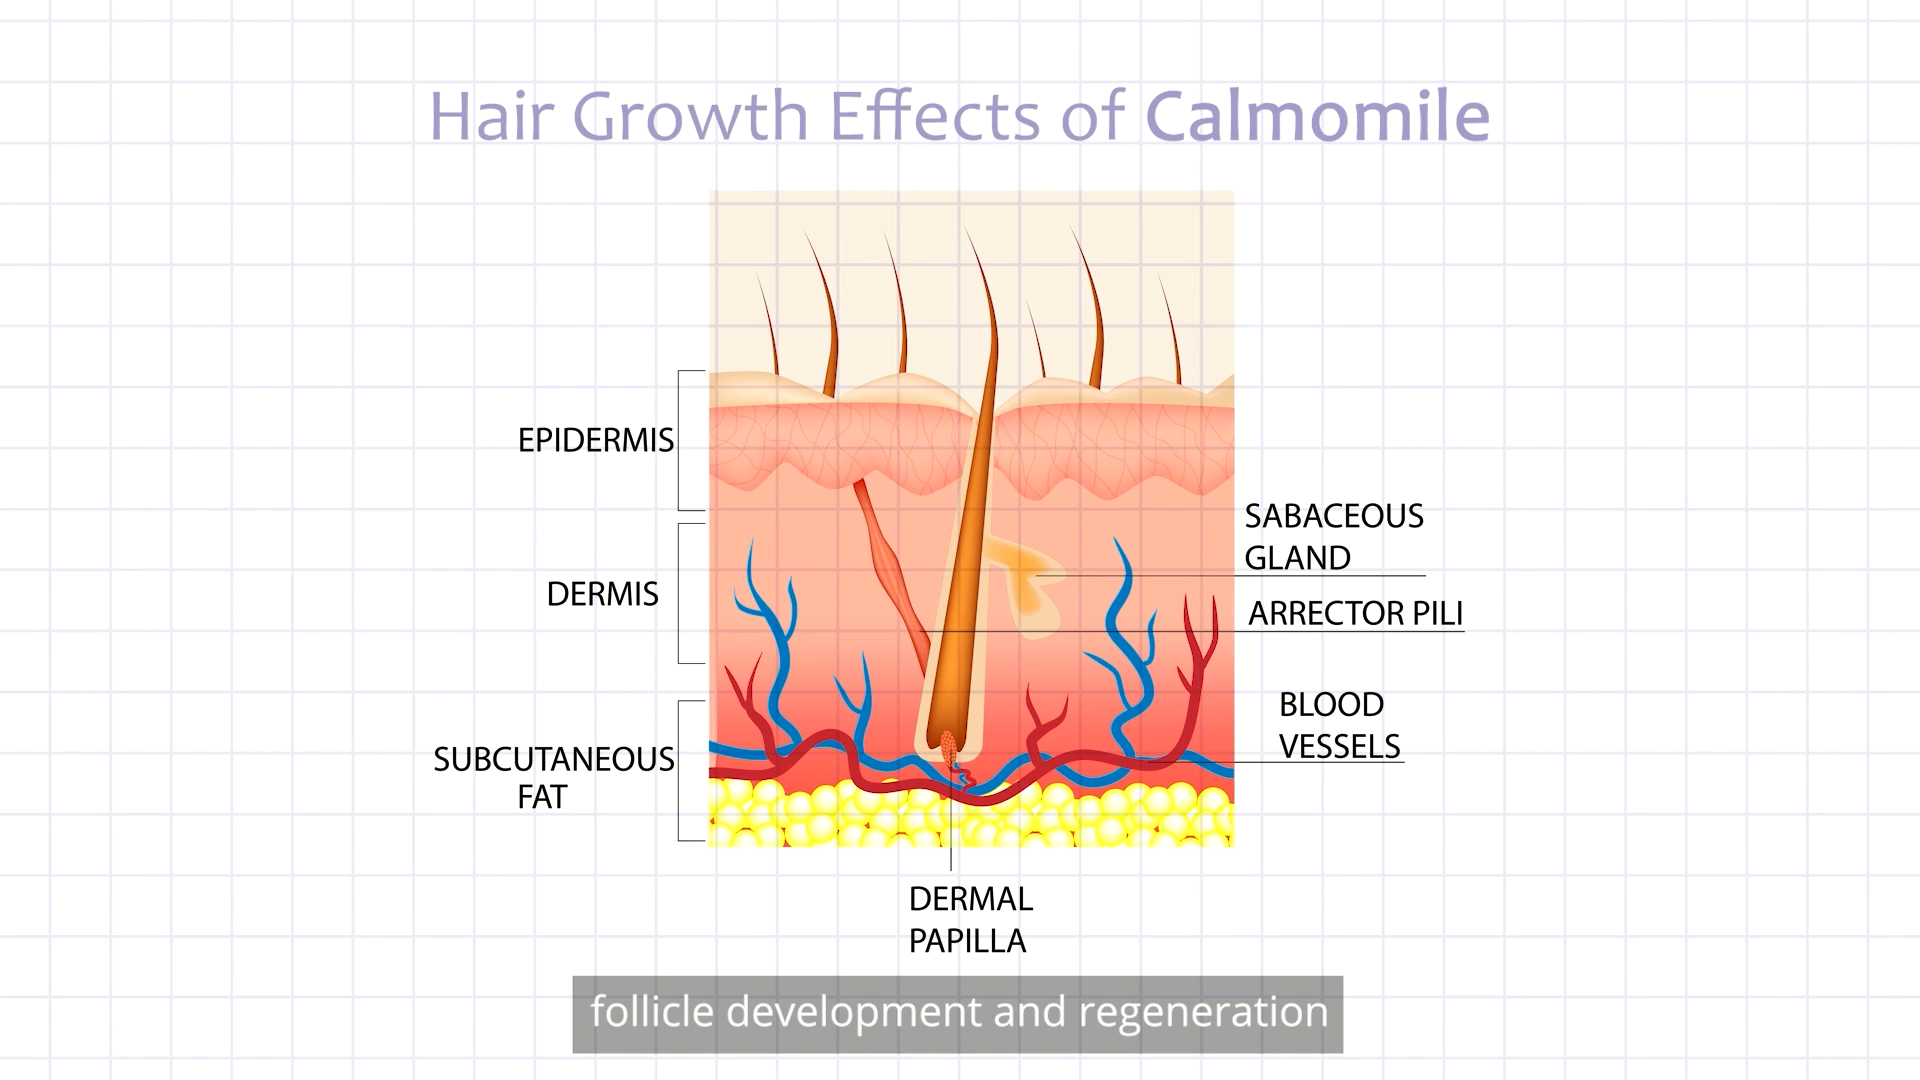 Hair Growth Effects of Calmomile
EPIDERMIS
DERMIS
SUBCUTANEOUS
FAT
SABACEOUS
GLAND
ARRECTOR PILI
BLOOD
VESSELS
DERMAL
PAPILLA
follicle development and regeneration